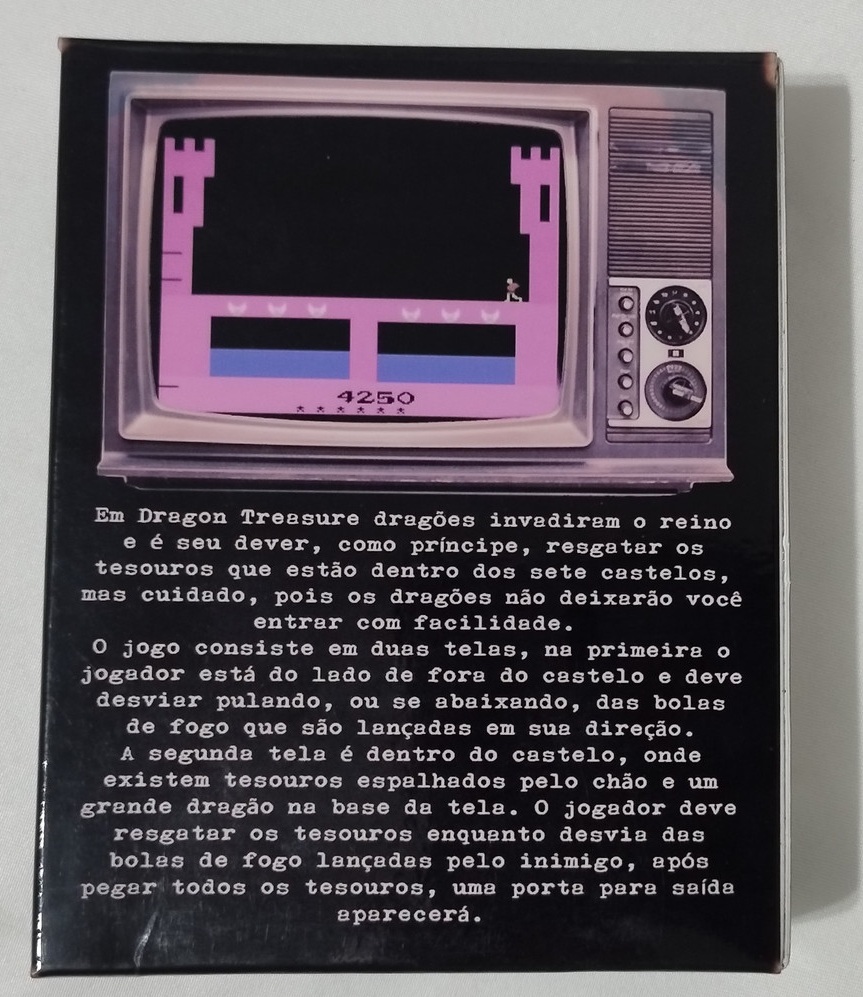 4250
Em Dragon Treasure dragões invadiram o reino
e é seu dever, como príncipe, resgatar os
tesouros que estão dentro dos sete castelos,
mas cuidado, pois os dragões não deixarão você
entrar com facilidade.
O jogo consiste em duas telas, na primeira o
jogador está do lado de fora do castelo e deve
desviar pulando, ou se abaixando, das bolas
de fogo que são lançadas em sua direção.
A segunda tela é dentro do castelo, onde
existem tesouros espalhados pelo chão e um
grande dragão na base da tela. O jogador deve
resgatar os tesouros enquanto desvia das
bolas de fogo lançadas pelo inimigo, após
pegar todos os tesouros, uma porta para saída
aparecerá.